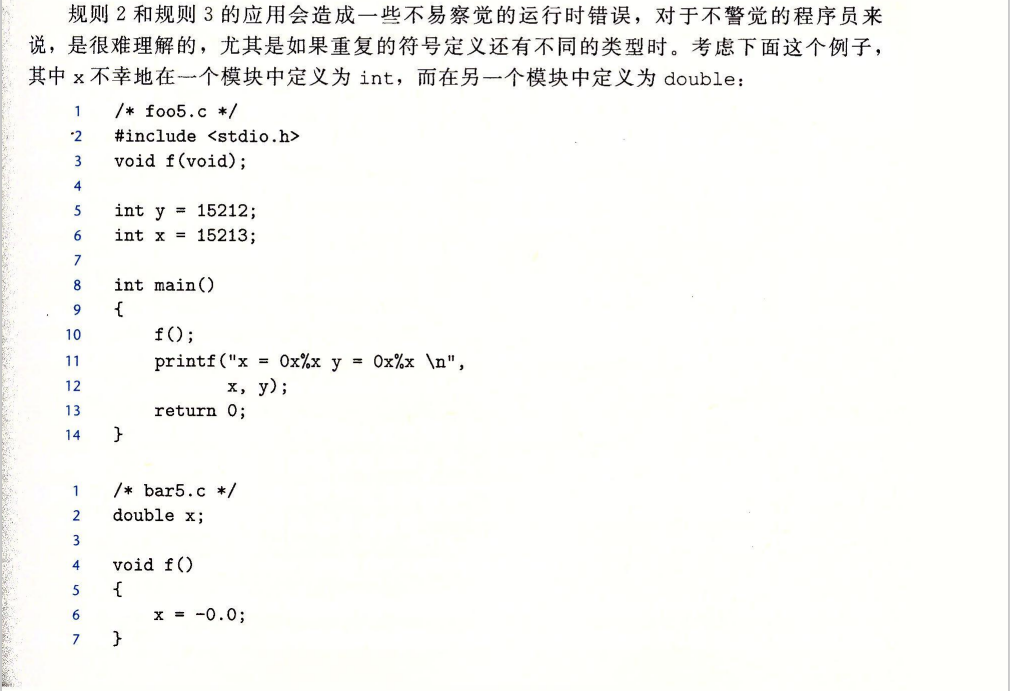 规则 2 和规则 3 的应用会造成一些不易察觉的运行时错误，对于不警觉的程序员来
说，是很难理解的，尤其是如果重复的符号定义还有不同的类型时。考虑下面这个例子，
其中 x 不幸地在一个模块中定义为 int，而在另一个模块中定义为 double：
1 /* foo5.c */
2 #include <stdio.h>
3 void f(void);
4
5 int y = 15212;
6 int x = 15213;
7
8 int main()
9 {
10     f();
11     printf("x = 0x%x y = 0x%x \n",
12            x, y);
13     return 0;
14 }
1 /* bar5.c */
2 double x;
3
4 void f()
5 {
6     x = -0.0;
7 }